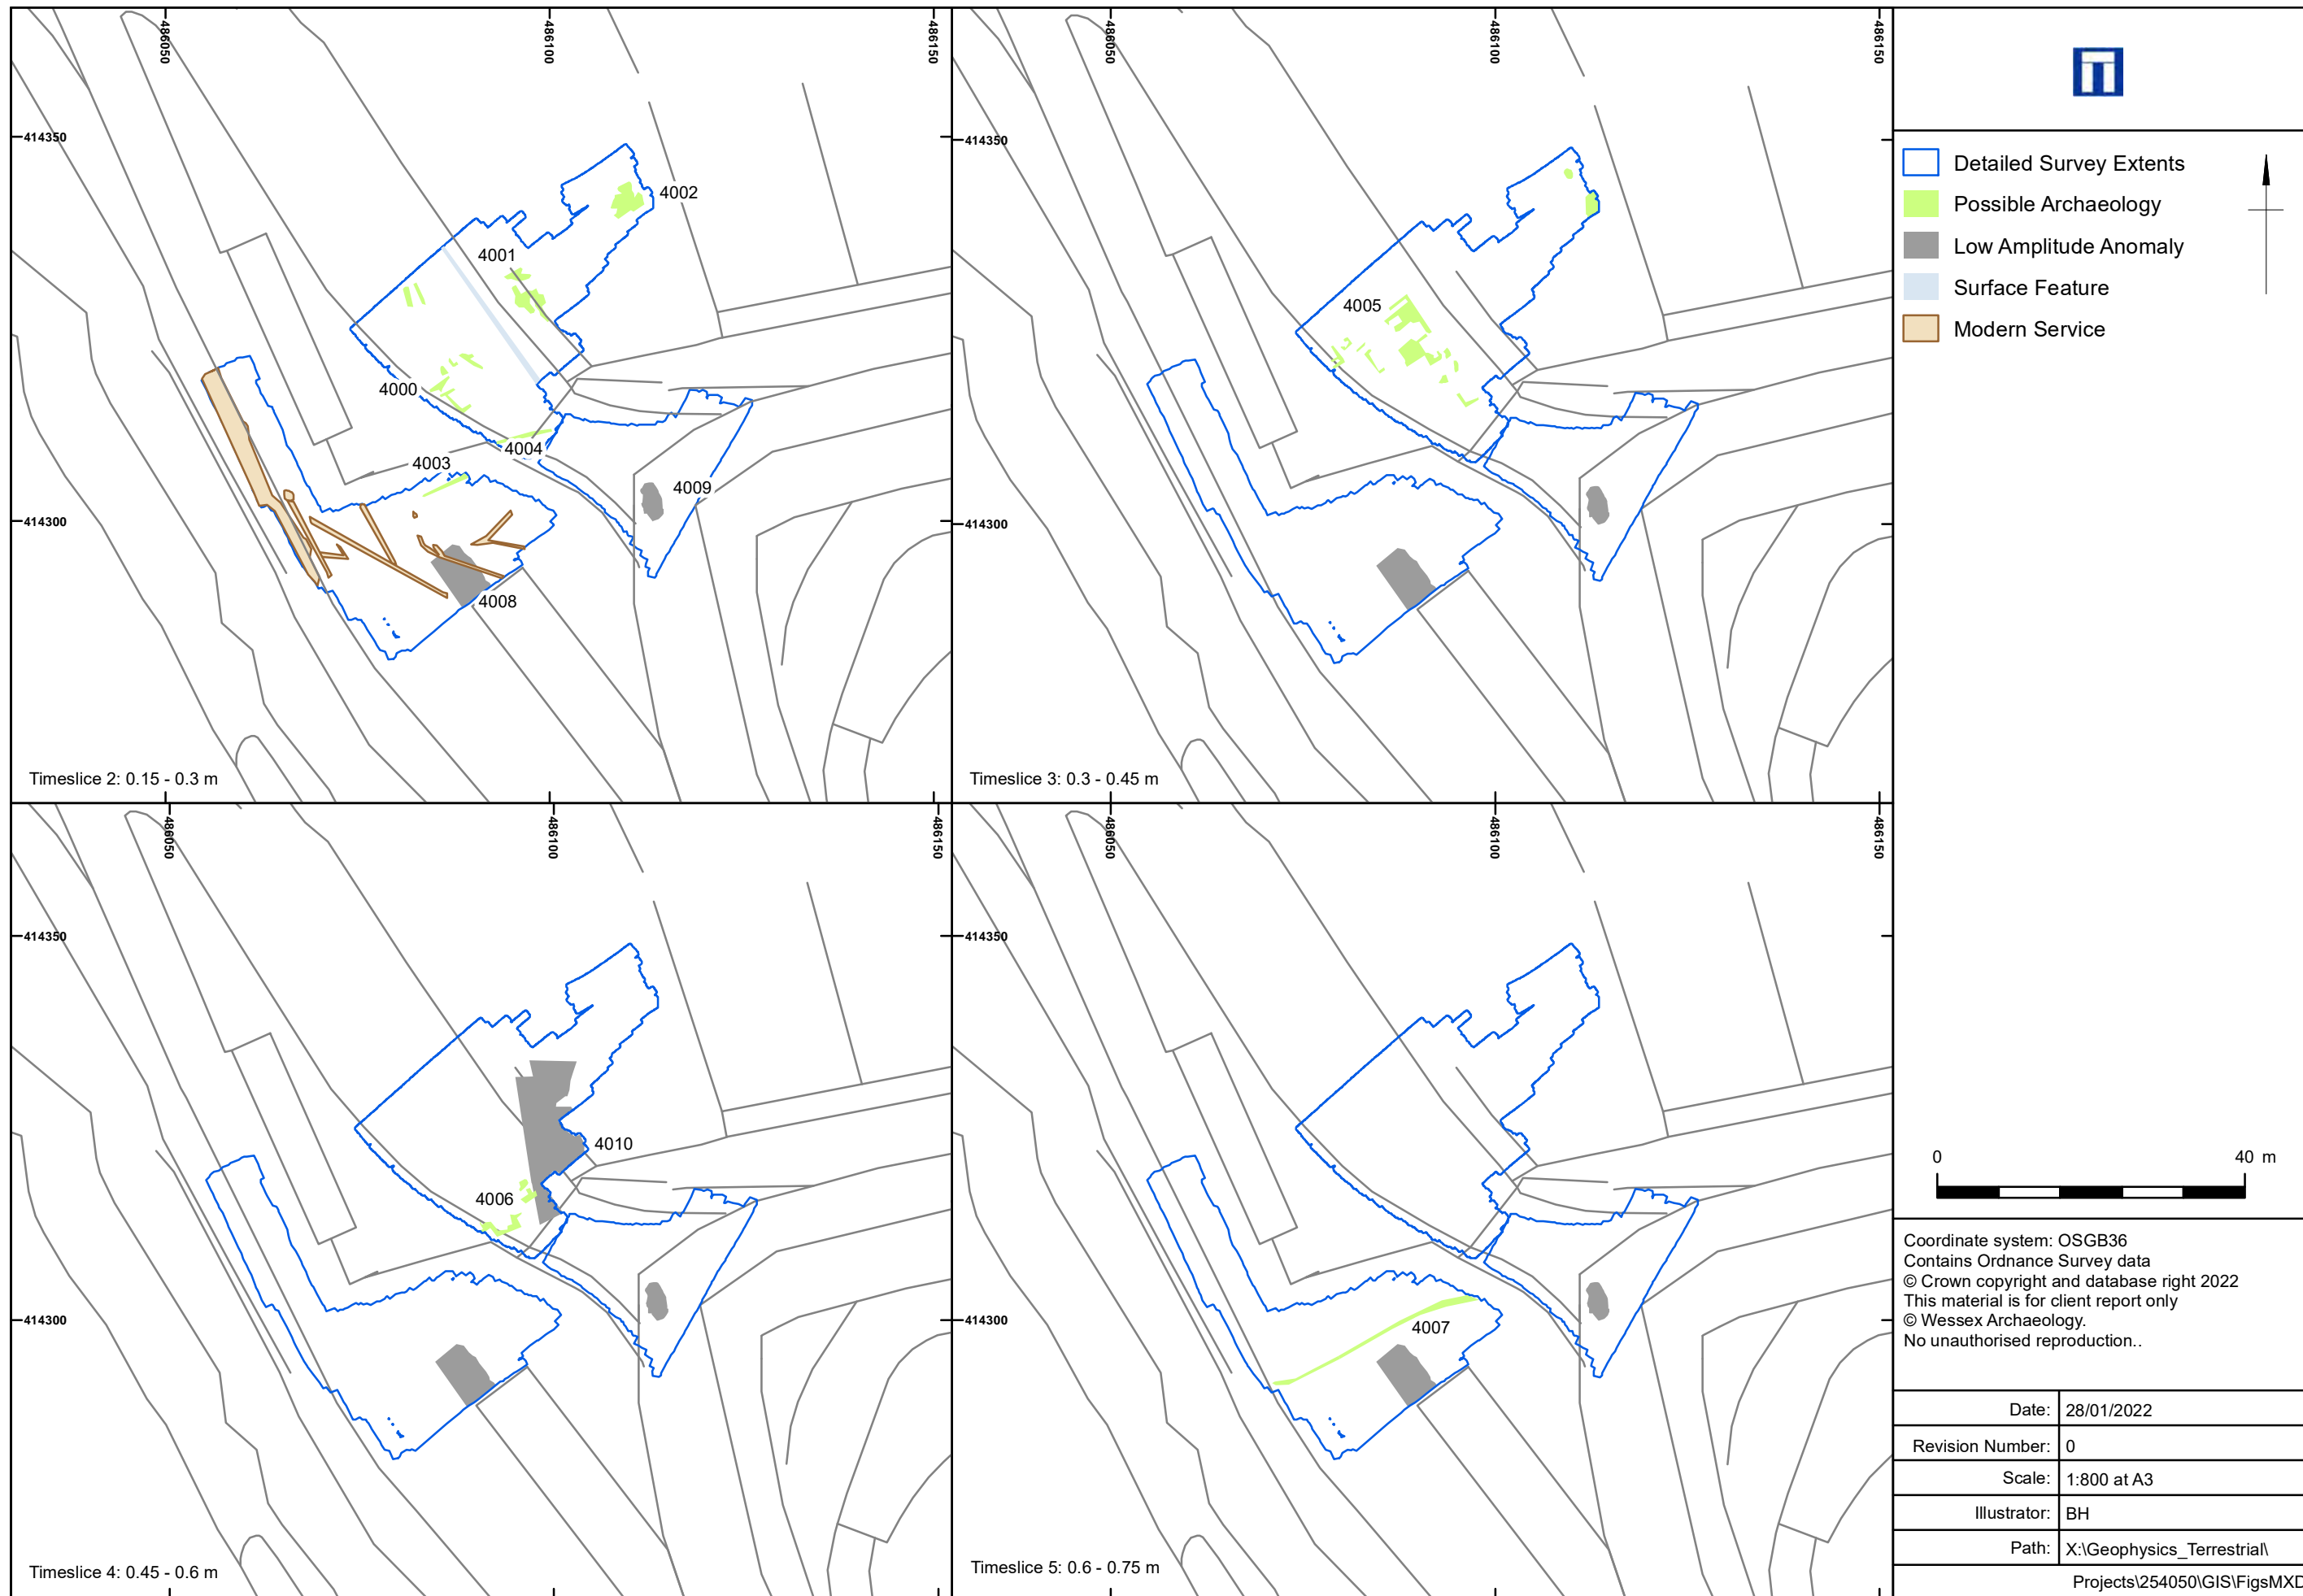 486050
486100
486150
414350
414300
4002
4001
4000
4004
4003
4009
4008
Timeslice 2: 0.15 - 0.3 m
486050
486100
486150
414350
414300
4005
Timeslice 3: 0.3 - 0.45 m
486050
486100
486150
414350
414300
4010
4006
Timeslice 4: 0.45 - 0.6 m
486050
486100
486150
414350
414300
4007
Timeslice 5: 0.6 - 0.75 m
Detailed Survey Extents
Possible Archaeology
Low Amplitude Anomaly
Surface Feature
Modern Service
0 40 m
Coordinate system: OSGB36
Contains Ordnance Survey data
© Crown copyright and database right 2022
This material is for client report only
© Wessex Archaeology.
No unauthorised reproduction..
Date: 28/01/2022
Revision Number: 0
Scale: 1:800 at A3
Illustrator: BH
Path: X:\Geophysics_Terrestrial\
Projects\254050\GIS\FigsMXD